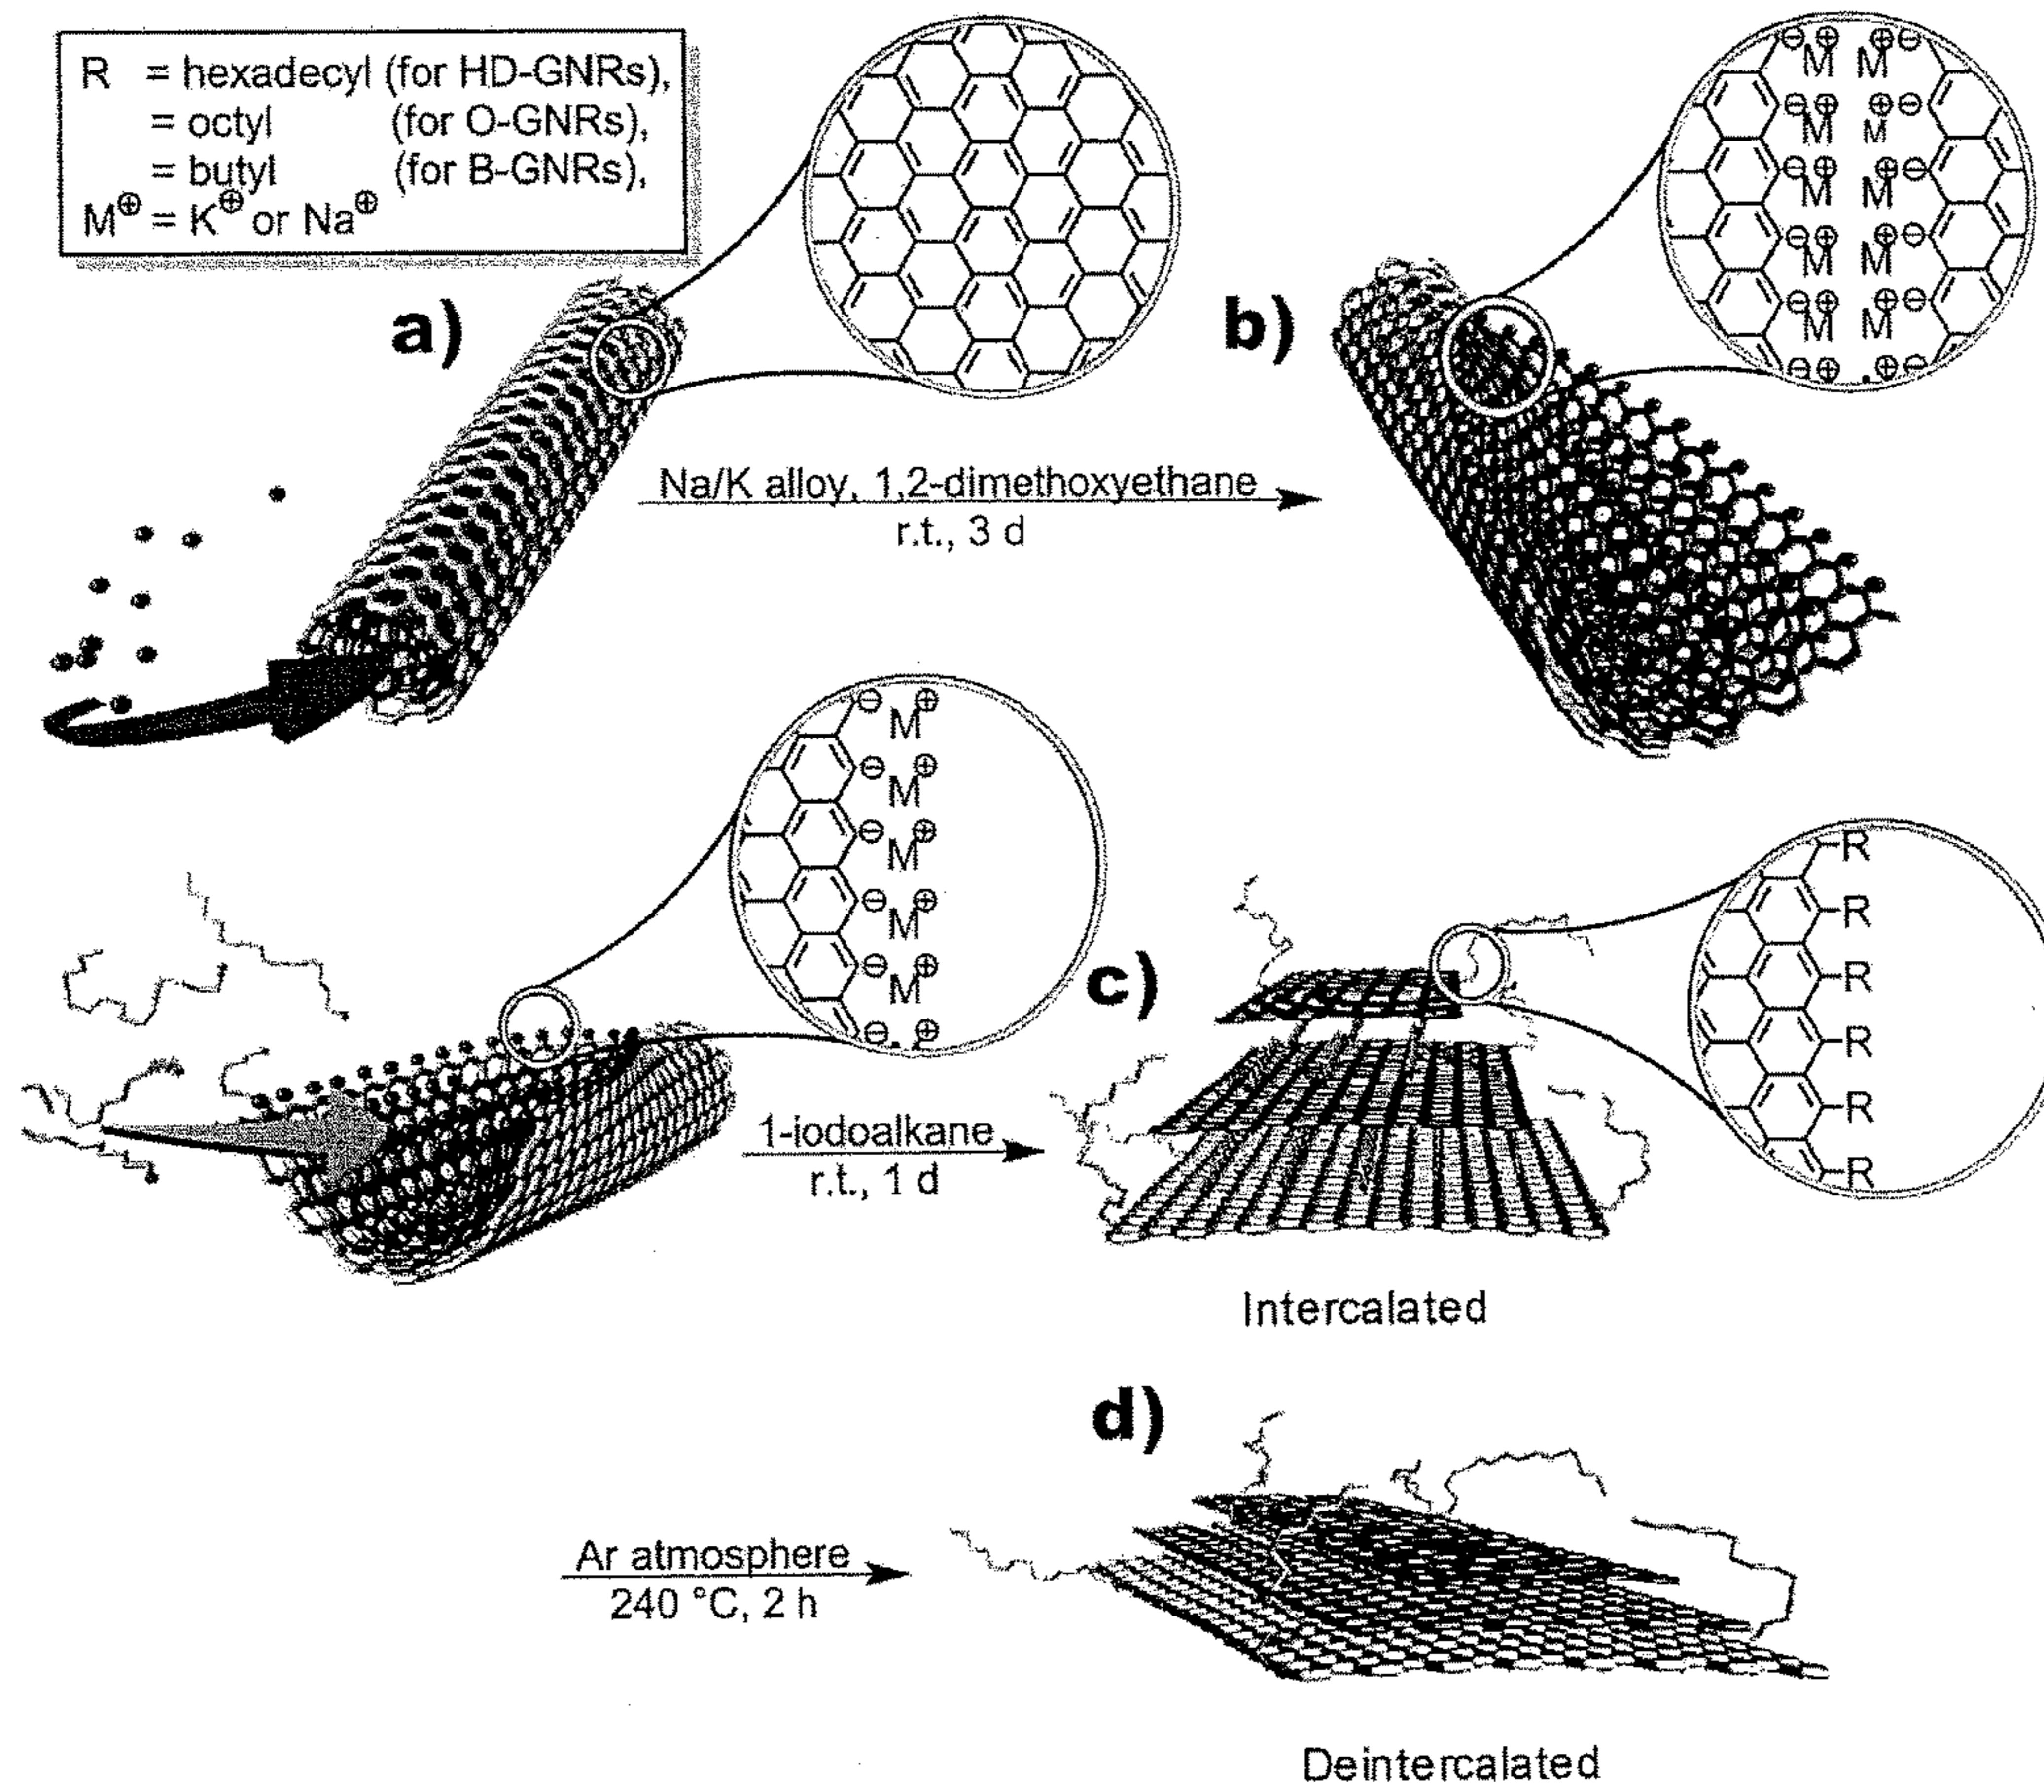 R = hexadecyl (for HD-GNRs),
= octyl (for O-GNRs),
= butyl (for B-GNRs),
M⊕ = K⊕ or Na⊕
a)
b)
⊖ ⊕ ⊕ ⊖
M M
⊖ ⊕ ⊕ ⊖
M M
⊖ ⊕ ⊕ ⊖
M M
⊖ ⊕ ⊕ ⊖
M M
⊖ ⊕ ⊕ ⊖
M M
⊖ ⊕ ⊕ ⊖
Na/K alloy, 1,2-dimethoxyethane
r.t., 3 d
⊖ M⊕
⊖ M⊕
⊖ M⊕
⊖ M⊕
⊖ M⊕
⊖ ⊕
1-iodoalkane
r.t., 1 d
c)
R
R
R
R
R
R
Intercalated
d)
Ar atmosphere
240 °C, 2 h
Deintercalated